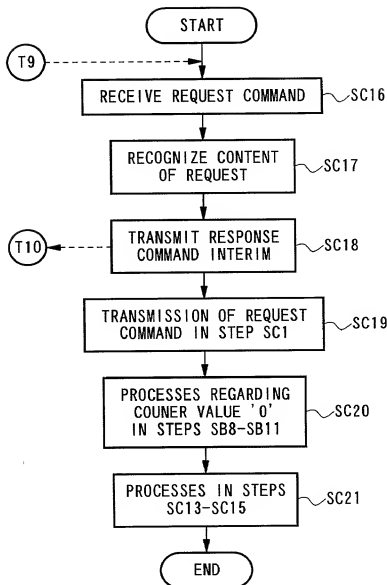 START
T9
RECEIVE REQUEST COMMAND
SC16
RECOGNIZE CONTENT
OF REQUEST
SC17
T10
TRANSMIT RESPONSE
COMMAND INTERIM
SC18
TRANSMISSION OF REQUEST
COMMAND IN STEP SC1
SC19
PROCESSES REGARDING
COUNER VALUE '0'
IN STEPS SB8-SB11
SC20
PROCESSES IN STEPS
SC13-SC15
SC21
END